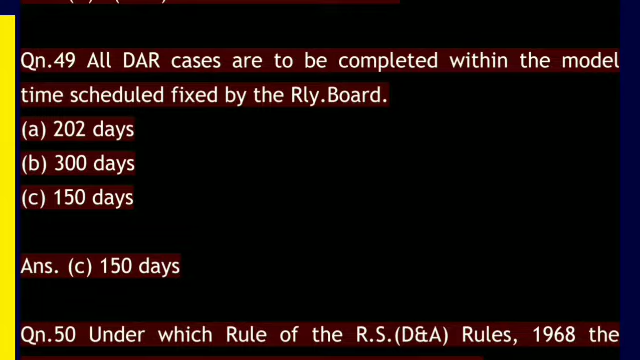 Qn.49 All DAR cases are to be completed within the model
time scheduled fixed by the Rly.Board.
(a) 202 days
(b) 300 days
(c) 150 days
Ans. (c) 150 days
Qn.50 Under which Rule of the R.S.(D&A) Rules, 1968 the